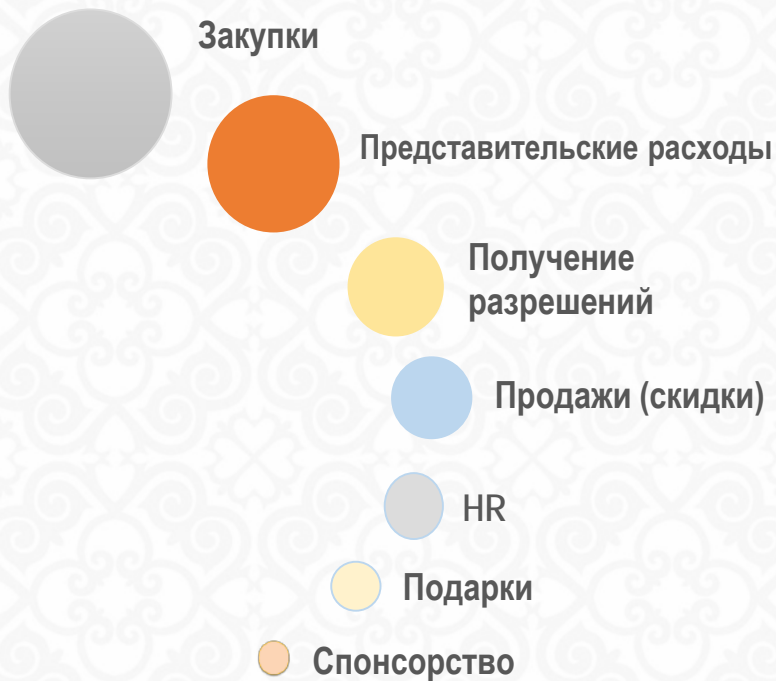 Закупки
Представительские расходы
Получение
разрешений
Продажи (скидки)
HR
Подарки
Спонсорство